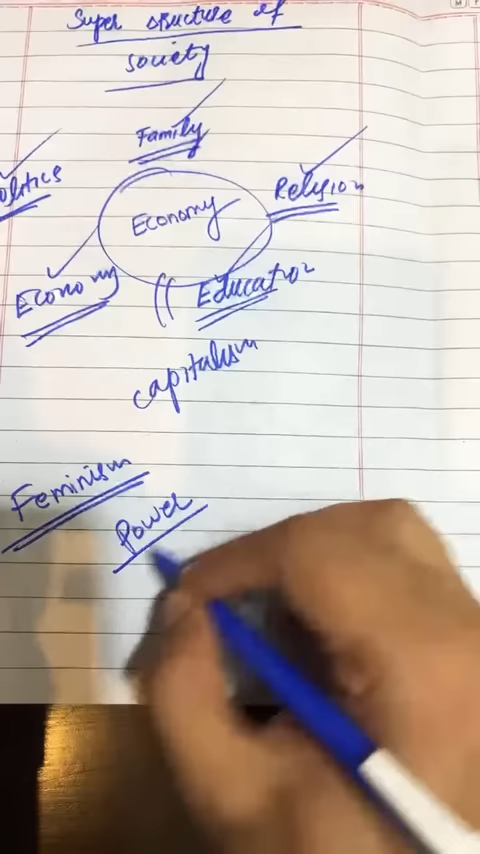 Super structure of
society
Family
olitics
Religion
Economy
Economy
Education
capitalism
Feminism
Power